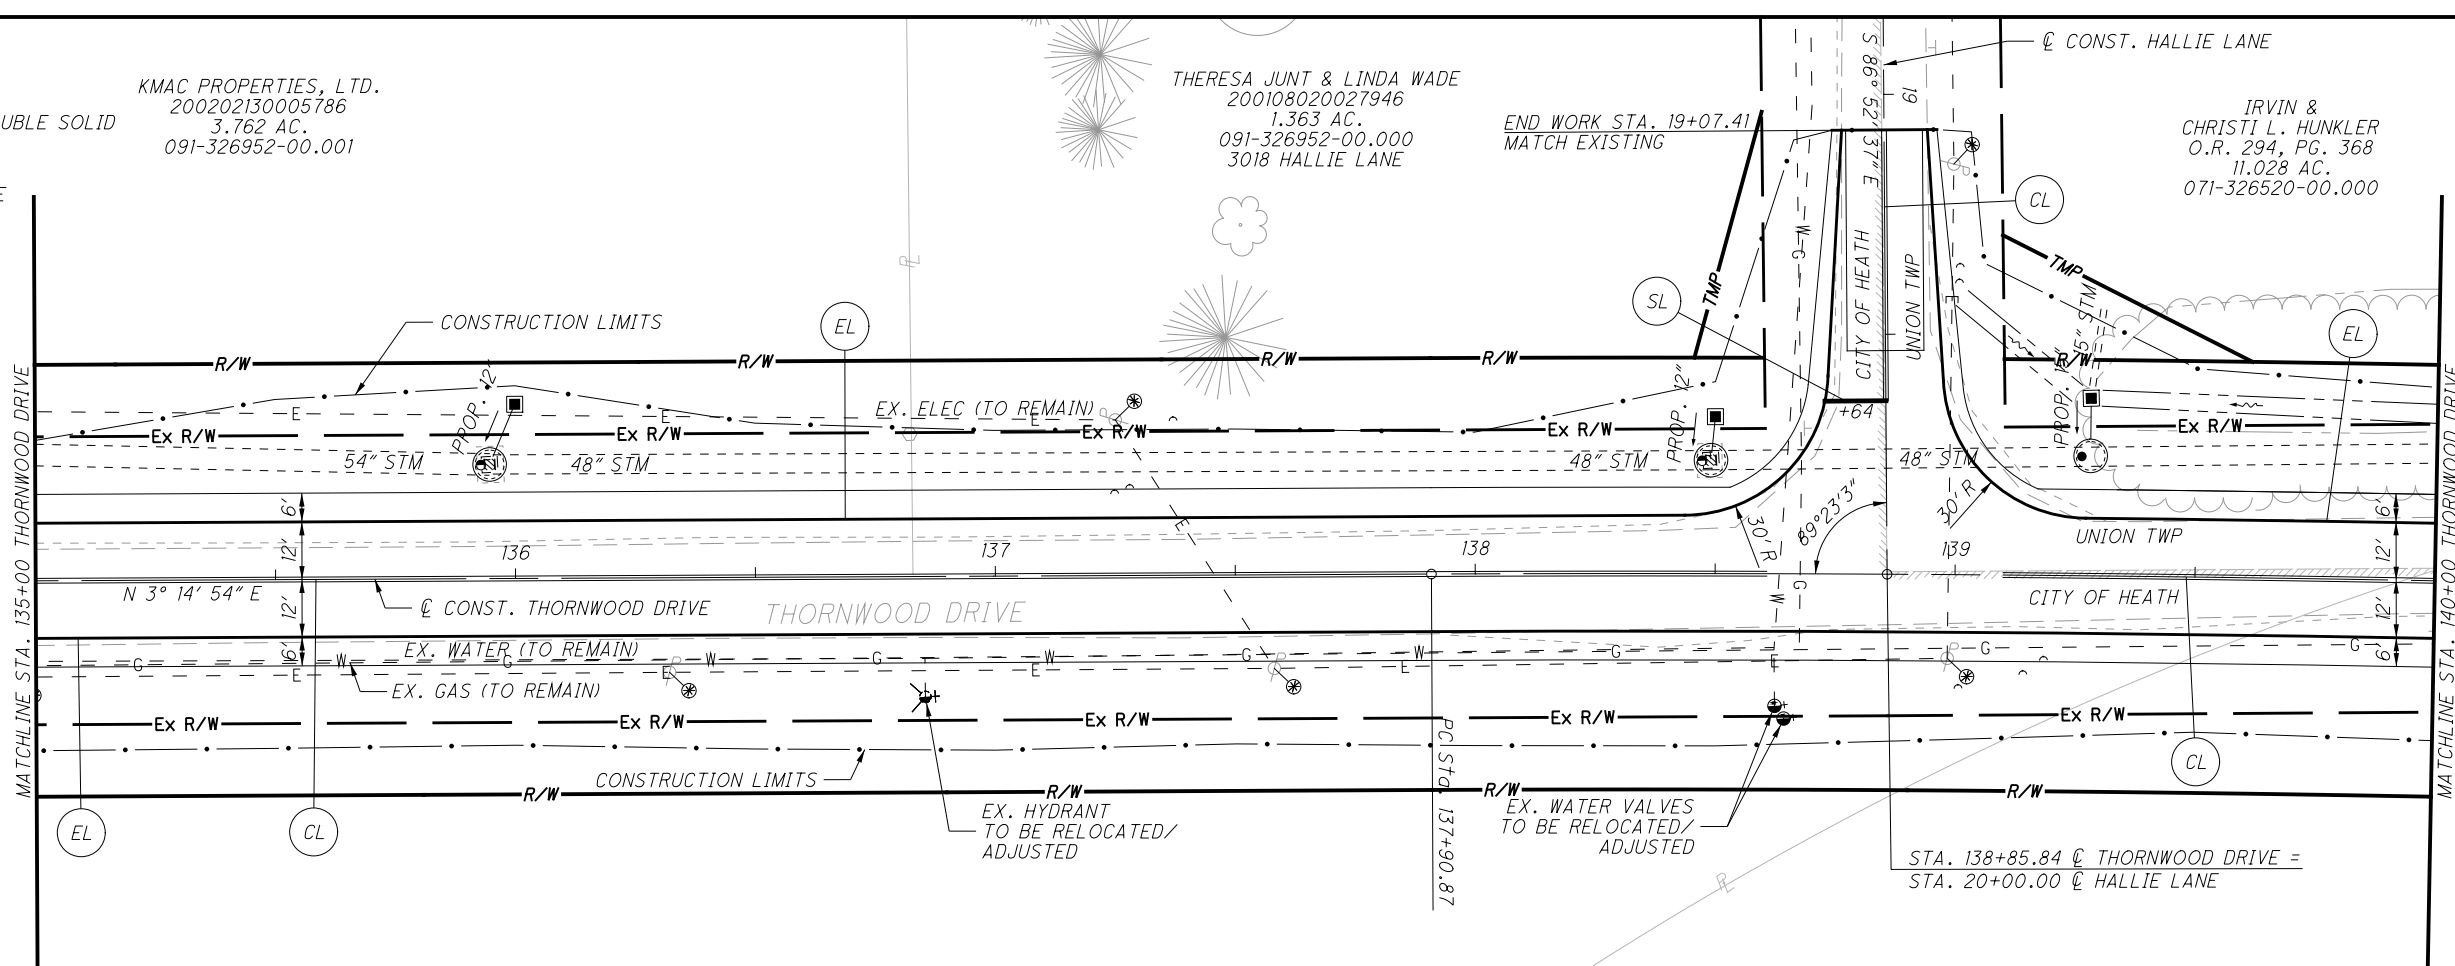 KMAC PROPERTIES, LTD.
200202130005786
3.762 AC.
091-326952-00.001
UBLE SOLID
E
THERESA JUNT & LINDA WADE
200108020027946
1.363 AC.
091-326952-00.000
3018 HALLIE LANE
END WORK STA. 19+07.41
MATCH EXISTING
S 86° 52' 37" E
19
℄ CONST. HALLIE LANE
IRVIN &
CHRISTI L. HUNKLER
O.R. 294, PG. 368
11.028 AC.
071-326520-00.000
CL
SL
EL
EL
TMP
TMP
W
G
E
CITY OF HEATH
UNION TWP
+64
CONSTRUCTION LIMITS
R/W
R/W
R/W
R/W
R/W
PROP. 12"
PROP. 12"
15" STM
E
E
EX. ELEC (TO REMAIN)
E
Ex R/W
Ex R/W
Ex R/W
Ex R/W
Ex R/W
54" STM
48" STM
48" STM
48" STM
MATCHLINE STA. 135+00 THORNWOOD DRIVE
MATCHLINE STA. 140+00 THORNWOOD DRIVE
6'
12'
12'
6'
6'
12'
12'
6'
E
30' R
89°23'3"
30' R
136
137
138
139
UNION TWP
N 3° 14' 54" E
℄ CONST. THORNWOOD DRIVE
THORNWOOD DRIVE
CITY OF HEATH
W
G
EX. WATER (TO REMAIN)
G
W
G
W
G
W
G
W
G
G
G
E
E
E
E
E
EX. GAS (TO REMAIN)
Ex R/W
Ex R/W
Ex R/W
Ex R/W
Ex R/W
CONSTRUCTION LIMITS
R/W
R/W
R/W
R/W
EL
CL
CL
EX. HYDRANT
TO BE RELOCATED/
ADJUSTED
PC Sta. 137+90.87
EX. WATER VALVES
TO BE RELOCATED/
ADJUSTED
STA. 138+85.84 ℄ THORNWOOD DRIVE =
STA. 20+00.00 ℄ HALLIE LANE